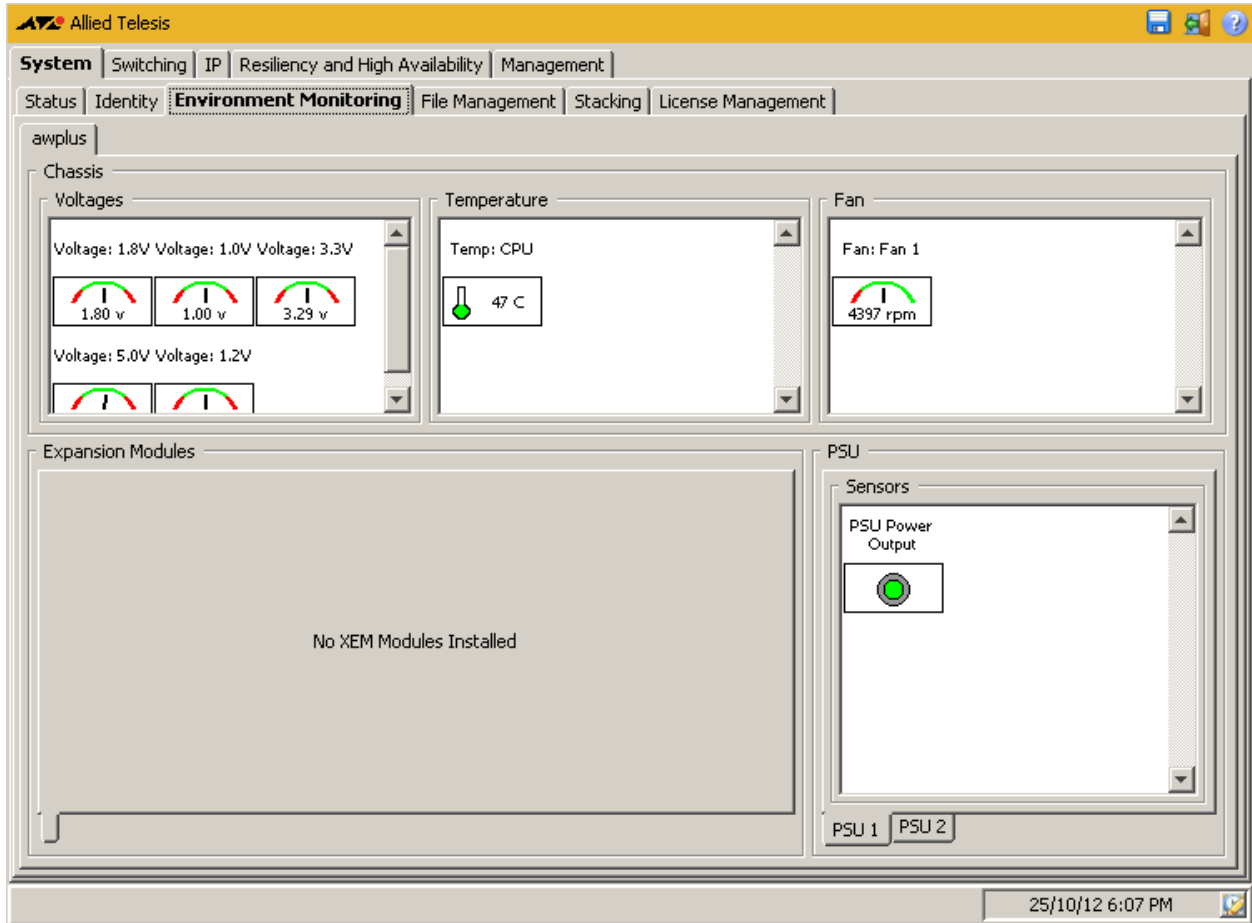 Allied Telesis
System Switching IP Resiliency and High Availability Management
Status Identity Environment Monitoring File Management Stacking License Management
awplus
Chassis
Voltages
Voltage: 1.8V Voltage: 1.0V Voltage: 3.3V
1.80 v 1.00 v 3.29 v
Voltage: 5.0V Voltage: 1.2V
Temperature
Temp: CPU
47 C
Fan
Fan: Fan 1
4397 rpm
Expansion Modules
No XEM Modules Installed
PSU
Sensors
PSU Power
Output
PSU 1 PSU 2
25/10/12 6:07 PM